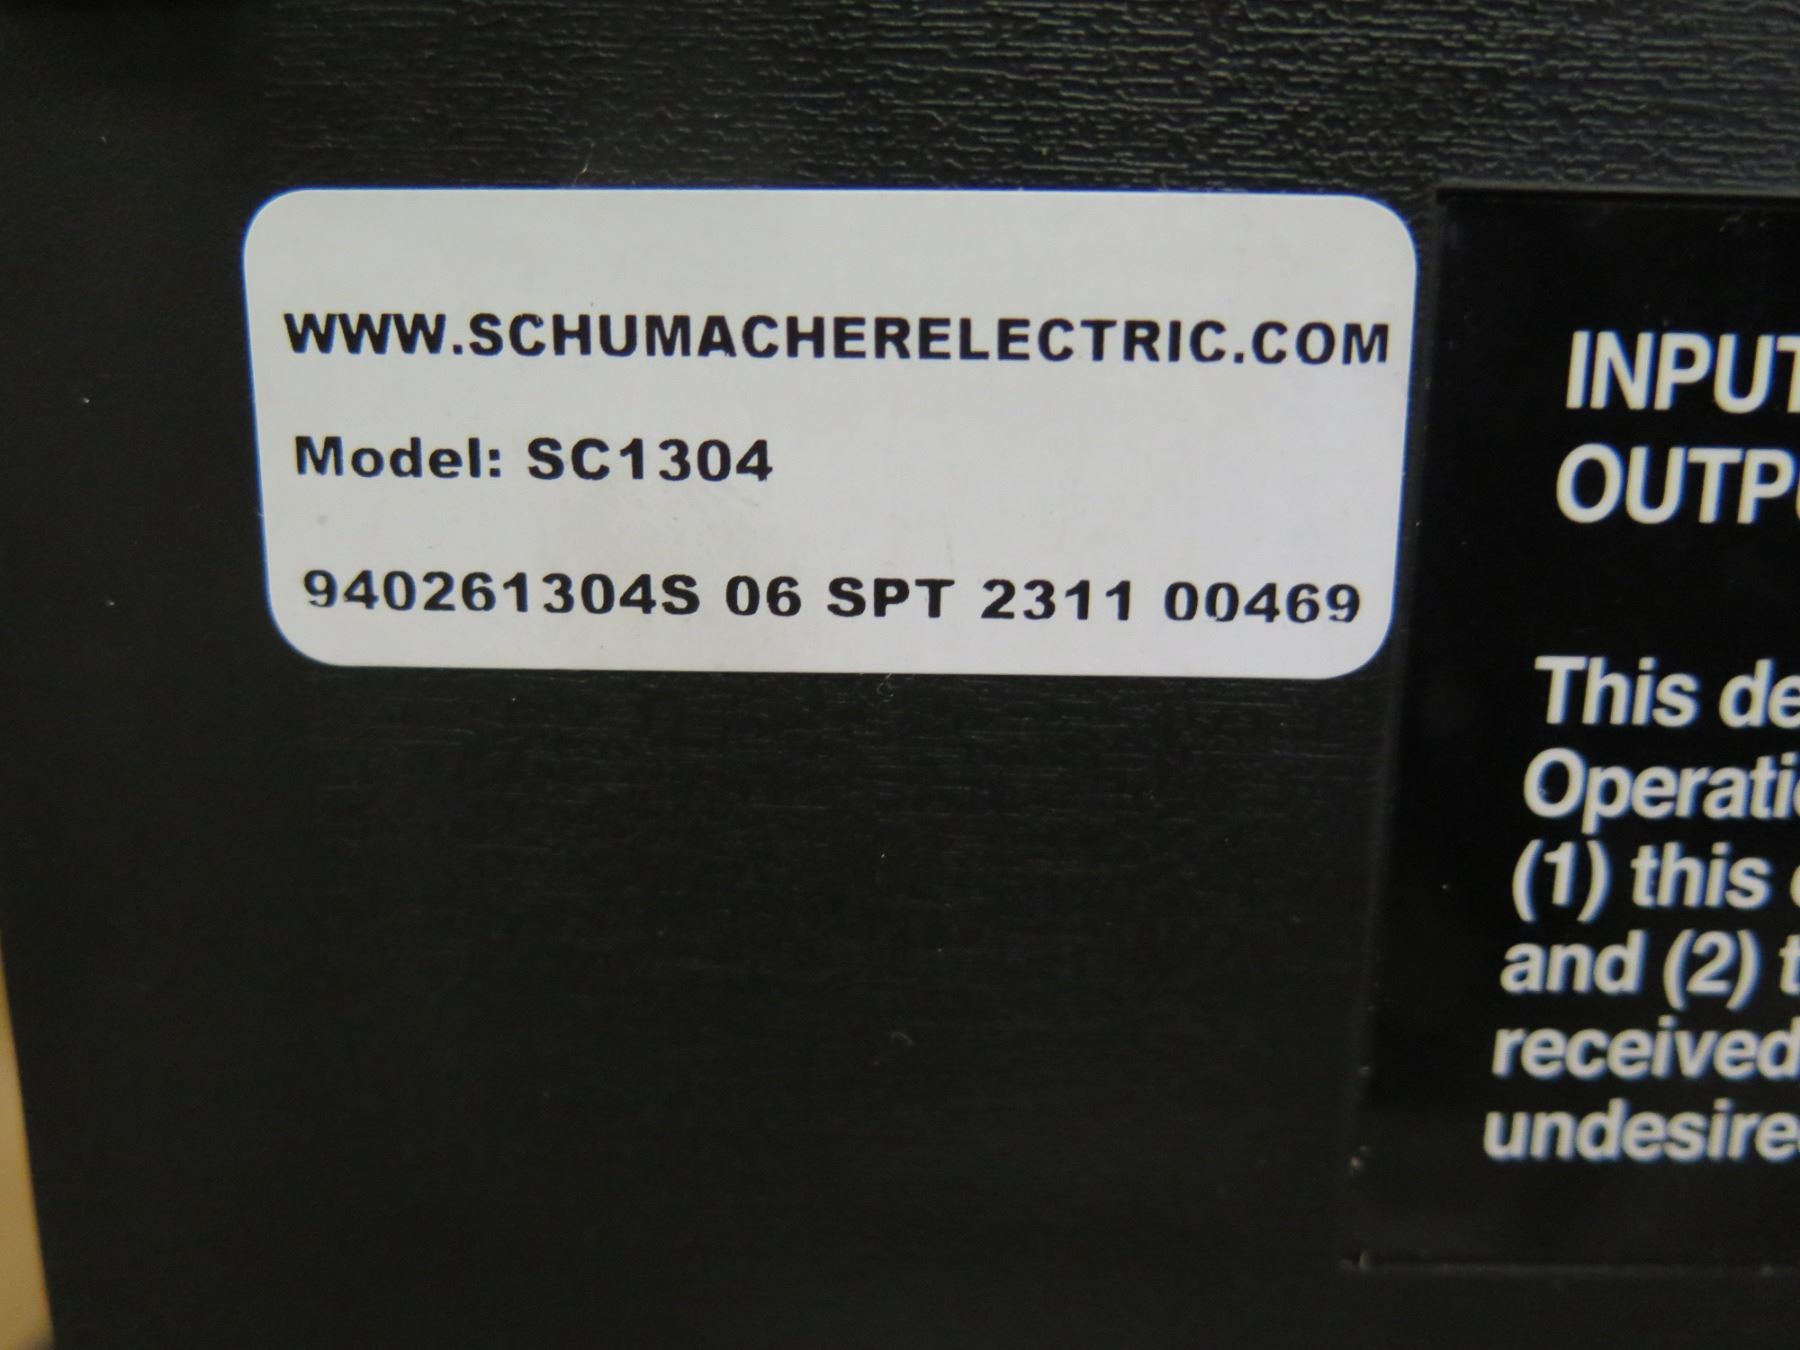 WWW.SCHUMACHERELECTRIC.COM
Model: SC1304
940261304S 06 SPT 2311 00469
INPUT
OUTPU
This de
Operati
(1) this
and (2) t
received
undesire